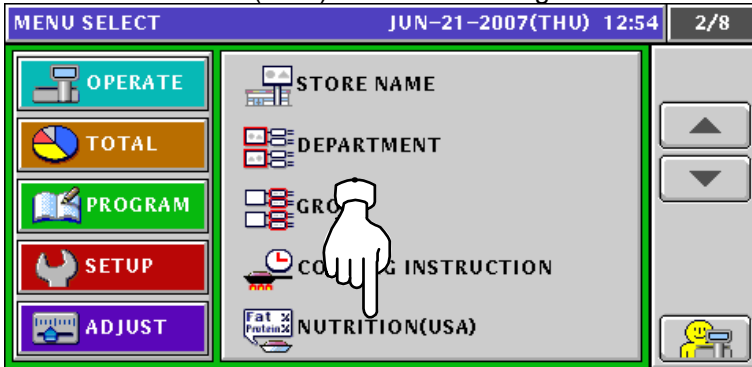 MENU SELECT JUN-21-2007(THU) 12:54 2/8
OPERATE
TOTAL
PROGRAM
SETUP
ADJUST
STORE NAME
DEPARTMENT
INSTRUCTION
Fat %
Protein%
NUTRITION(USA)